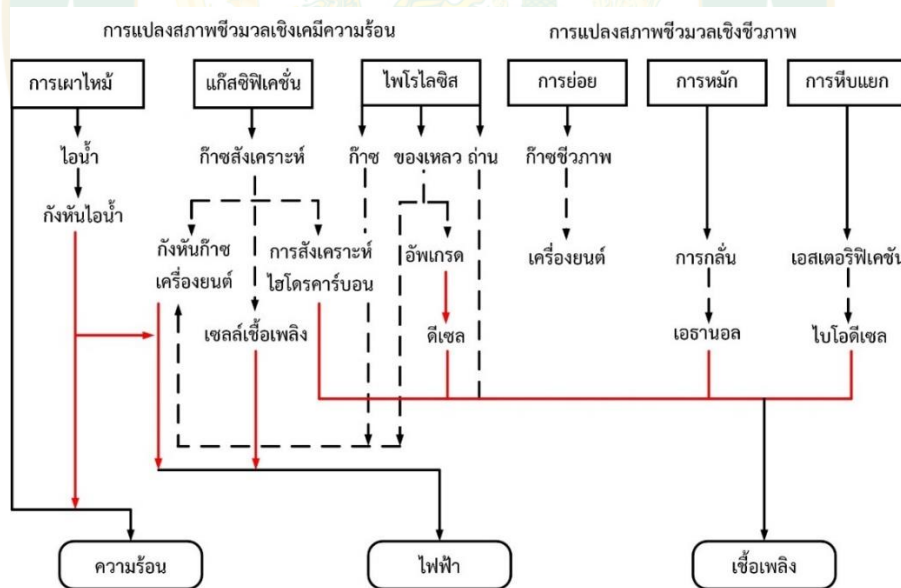 การแปลงสภาพชีวมวลเชิงเคมีความร้อน
การแปลงสภาพชีวมวลเชิงชีวภาพ
การเผาไหม้
แก๊สซิฟิเคชั่น
ไพโรไลซิส
การย่อย
การหมัก
การหีบแยก
ไอน้ำ
ก๊าซสังเคราะห์
ก๊าซ
ของเหลว
ถ่าน
ก๊าซชีวภาพ
กังหันไอน้ำ
กังหันก๊าซ
เครื่องยนต์
การสังเคราะห์
ไฮโดรคาร์บอน
อัพเกรด
เครื่องยนต์
การกลั่น
เอสเตอริฟิเคชัน
เซลล์เชื้อเพลิง
ดีเซล
เอธานอล
ไบโอดีเซล
ความร้อน
ไฟฟ้า
เชื้อเพลิง